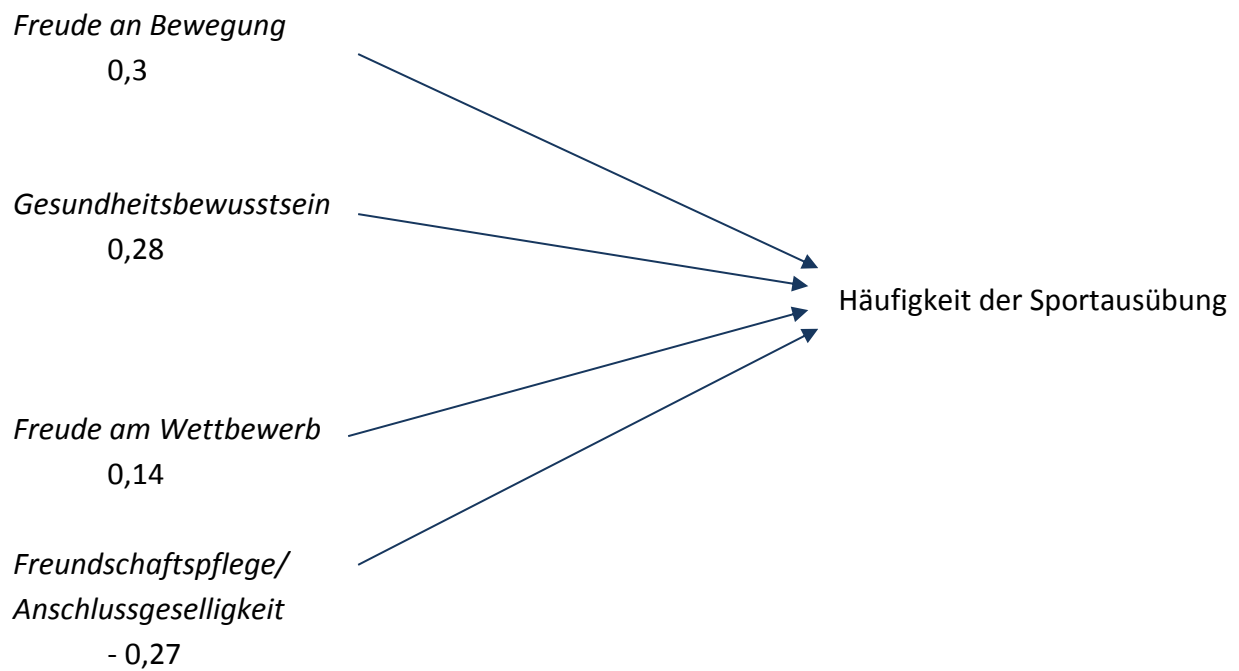 Freude an Bewegung
0,3
Gesundheitsbewusstsein
0,28
Häufigkeit der Sportausübung
Freude am Wettbewerb
0,14
Freundschaftspflege/
Anschlussgeselligkeit
- 0,27